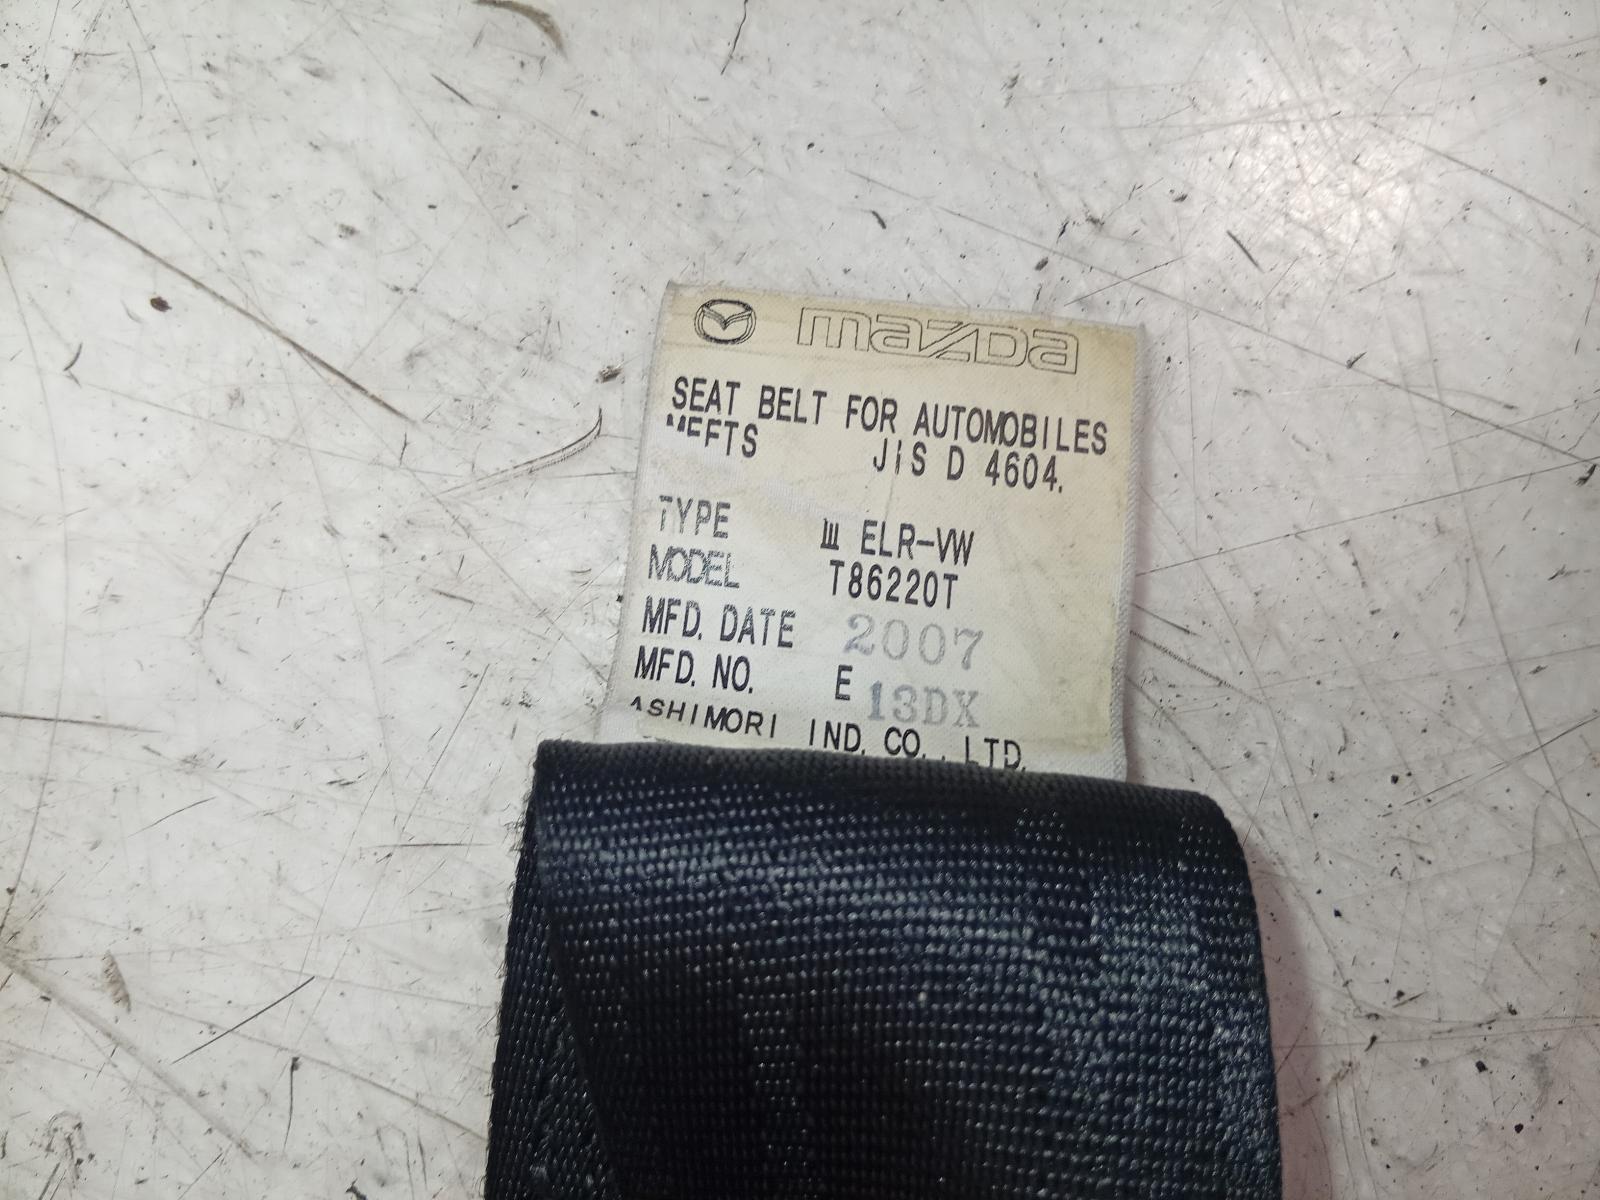 mazda
SEAT BELT FOR AUTOMOBILES
MEETS JIS D 4604.
TYPE Ⅲ ELR-VW
MODEL T86220T
MFD. DATE 2007
MFD. NO. E 13DX
ASHIMORI IND. CO., LTD.